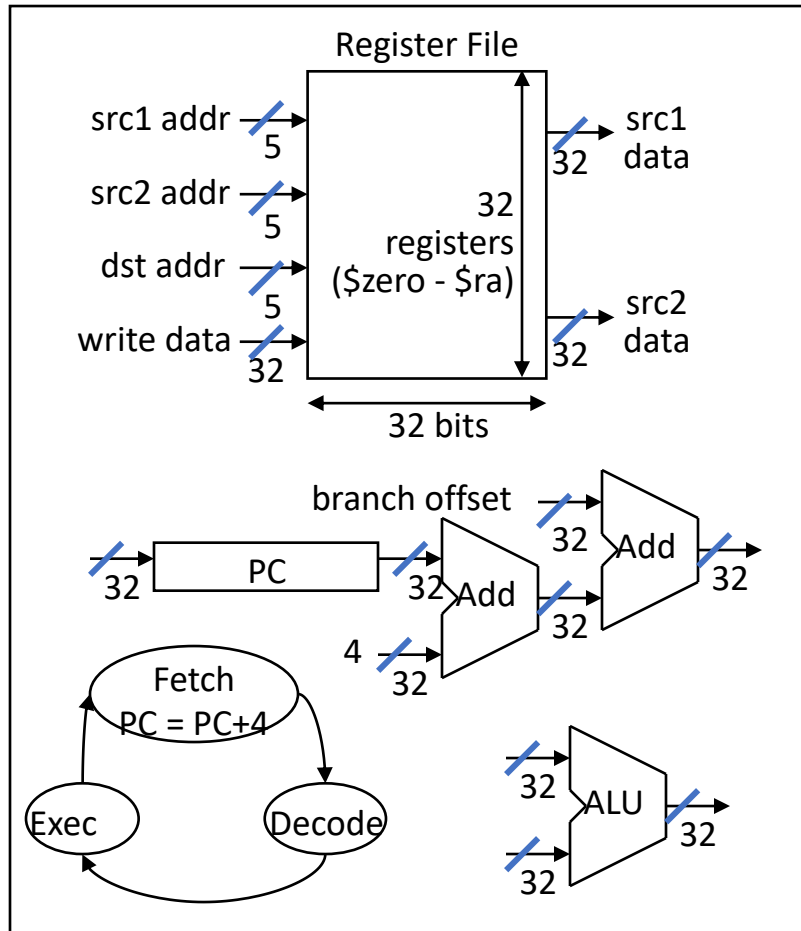 Register File
src1 addr
5
src2 addr
5
dst addr
5
write data
32
32
registers
($zero - $ra)
src1
data
32
src2
data
32
32 bits
branch offset
32
PC
32
Add
4
32
32
32
Add
32
Fetch
PC = PC+4
Exec
Decode
32
32
ALU
32